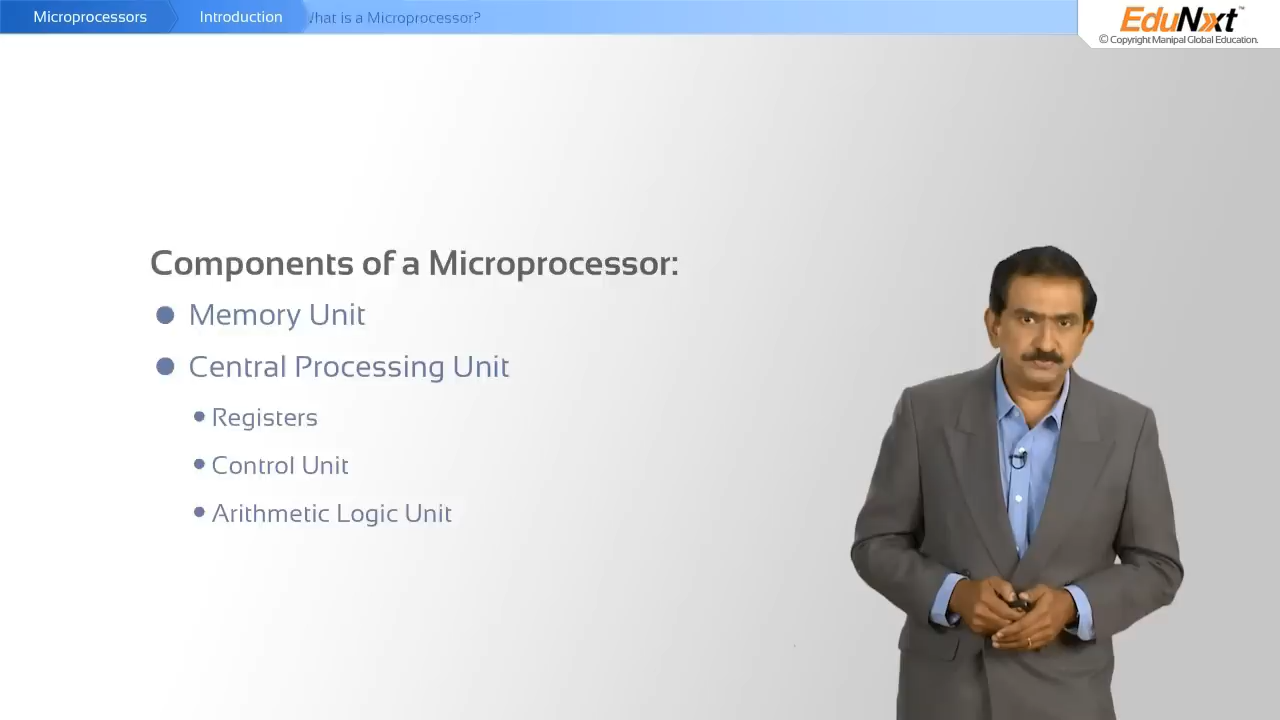 Microprocessors
Introduction
What is a Microprocessor?
EduNxt™
© Copyright Manipal Global Education.
Components of a Microprocessor:
Memory Unit
Central Processing Unit
Registers
Control Unit
Arithmetic Logic Unit